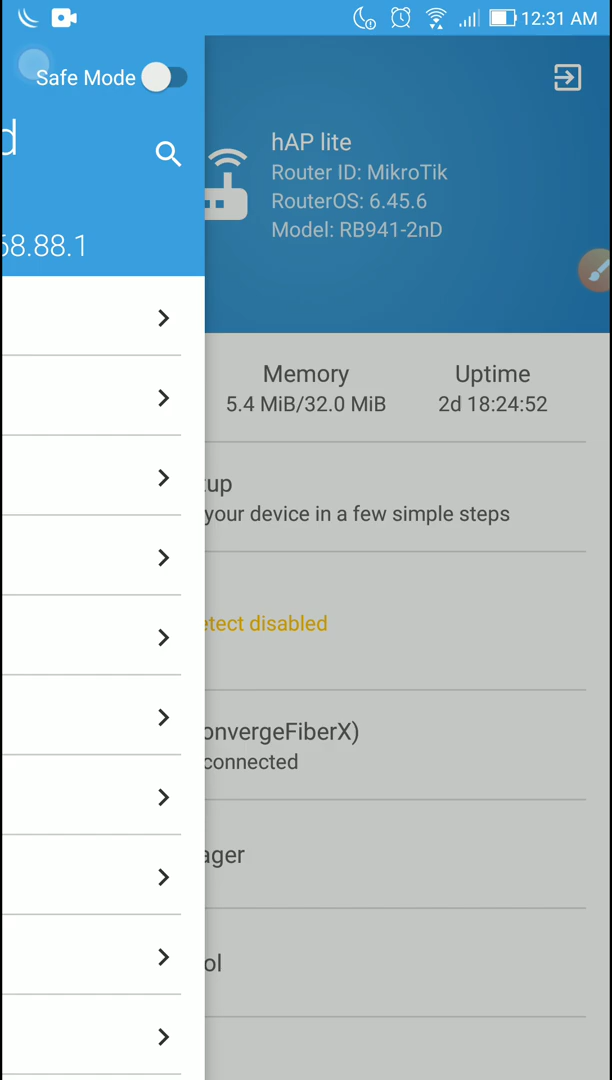 12:31 AM
Safe Mode
d
68.88.1
hAP lite
Router ID: MikroTik
RouterOS: 6.45.6
Model: RB941-2nD
Memory
5.4 MiB/32.0 MiB
Uptime
2d 18:24:52
tup
your device in a few simple steps
etect disabled
onvergeFiberX)
connected
ager
ol